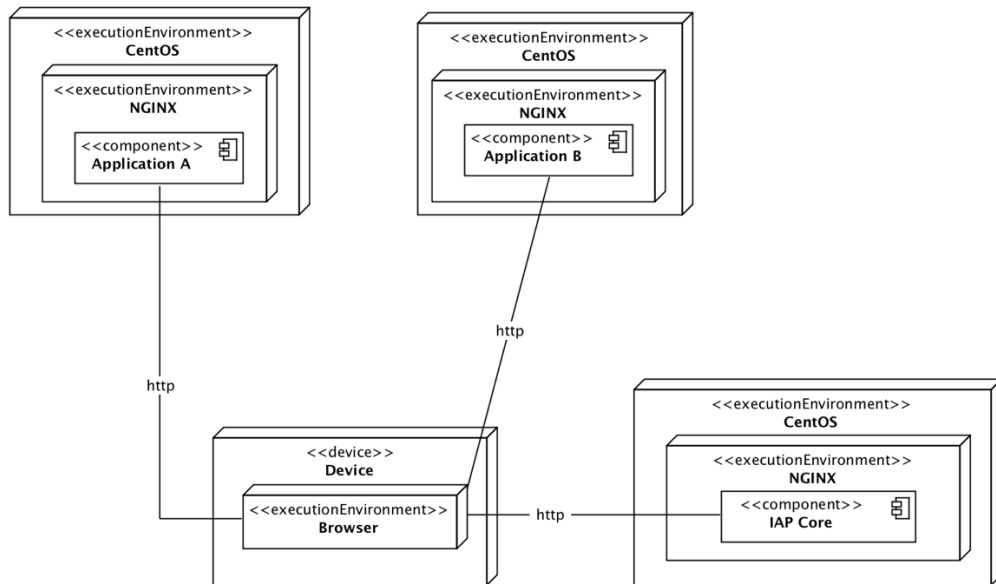 <<executionEnvironment>>
CentOS
<<executionEnvironment>>
NGINX
<<component>>
Application A
<<executionEnvironment>>
CentOS
<<executionEnvironment>>
NGINX
<<component>>
Application B
http
http
<<executionEnvironment>>
CentOS
<<executionEnvironment>>
NGINX
<<component>>
IAP Core
<<device>>
Device
<<executionEnvironment>>
Browser
http